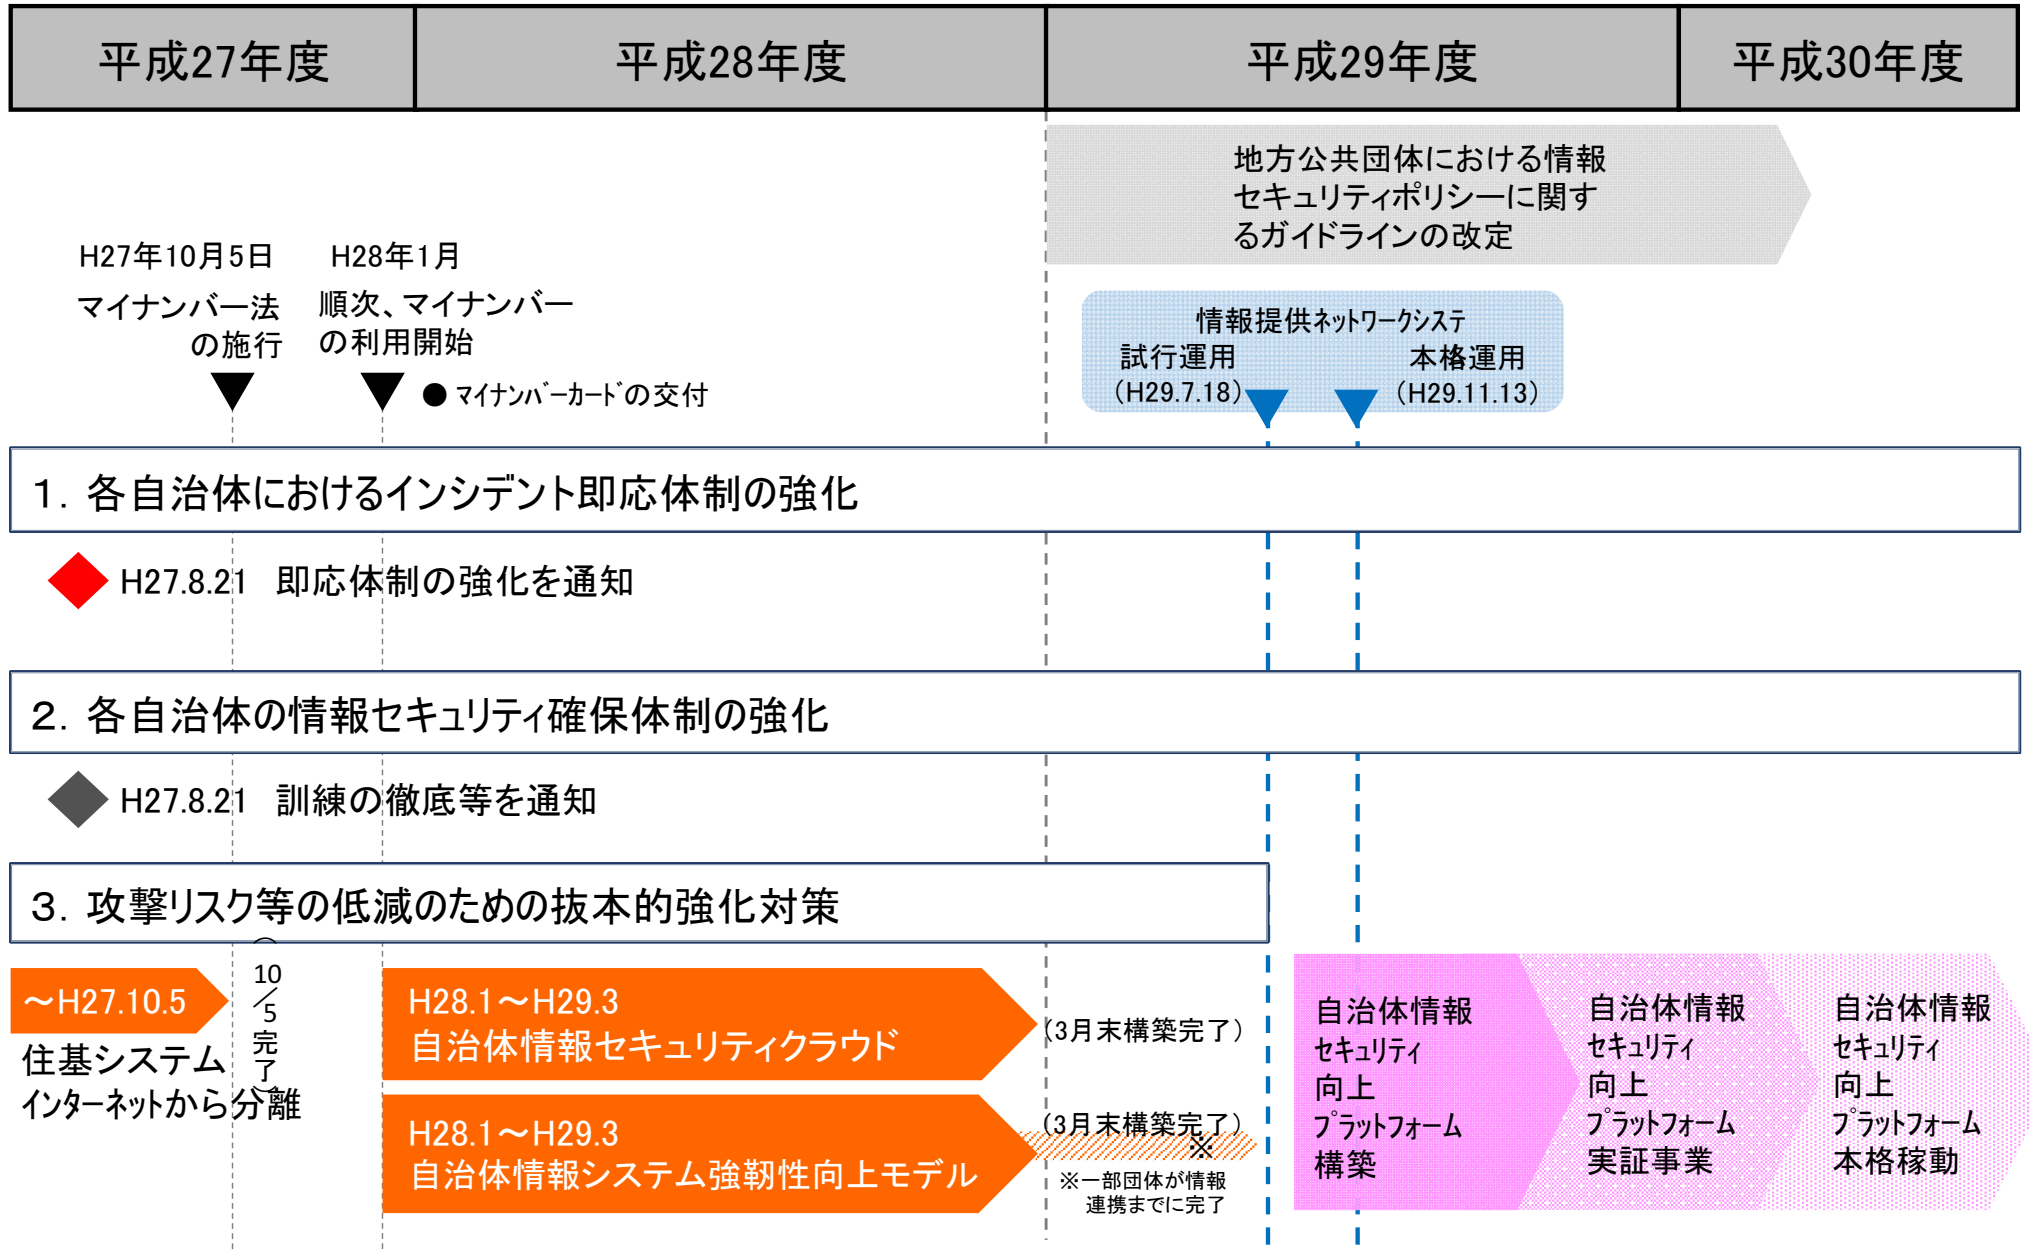 平成27年度
平成28年度
平成29年度
平成30年度
地方公共団体における情報
セキュリティポリシーに関す
るガイドラインの改定
H27年10月5日
マイナンバー法
の施行
H28年1月
順次、マイナンバー
の利用開始
● マイナンバーカードの交付
情報提供ネットワークシステ
試行運用
(H29.7.18)
本格運用
(H29.11.13)
1．各自治体におけるインシデント即応体制の強化
H27.8.21 即応体制の強化を通知
2．各自治体の情報セキュリティ確保体制の強化
H27.8.21 訓練の徹底等を通知
3．攻撃リスク等の低減のための抜本的強化対策
～H27.10.5
住基システム
インターネットから分離
（10／5完了）
H28.1～H29.3
自治体情報セキュリティクラウド
(3月末構築完了)
H28.1～H29.3
自治体情報システム強靭性向上モデル
(3月末構築完了)
※
※一部団体が情報
連携までに完了
自治体情報
セキュリティ
向上
プラットフォーム
構築
自治体情報
セキュリティ
向上
プラットフォーム
実証事業
自治体情報
セキュリティ
向上
プラットフォーム
本格稼動